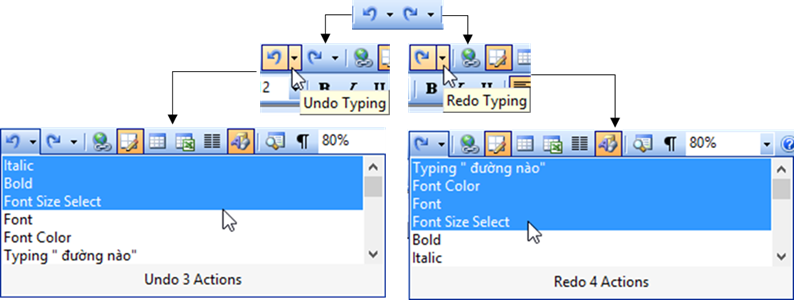 2
B I U
Undo Typing
B U
Redo Typing
80%
Italic
Bold
Font Size Select
Font
Font Color
Typing " đường nào"
Undo 3 Actions
80%
Typing " đường nào"
Font Color
Font
Font Size Select
Bold
Italic
Redo 4 Actions